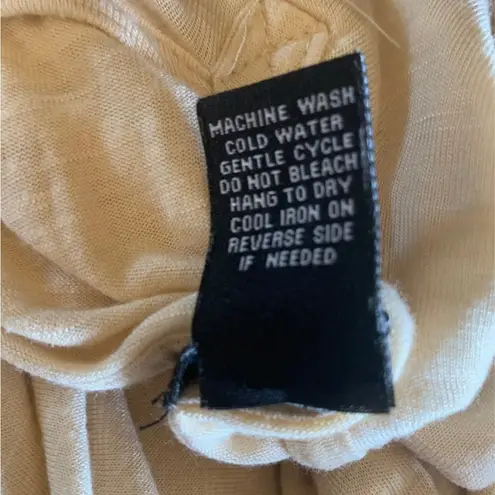 MACHINE WASH
COLD WATER
GENTLE CYCLE
DO NOT BLEACH
HANG TO DRY
COOL IRON ON
REVERSE SIDE
IF NEEDED